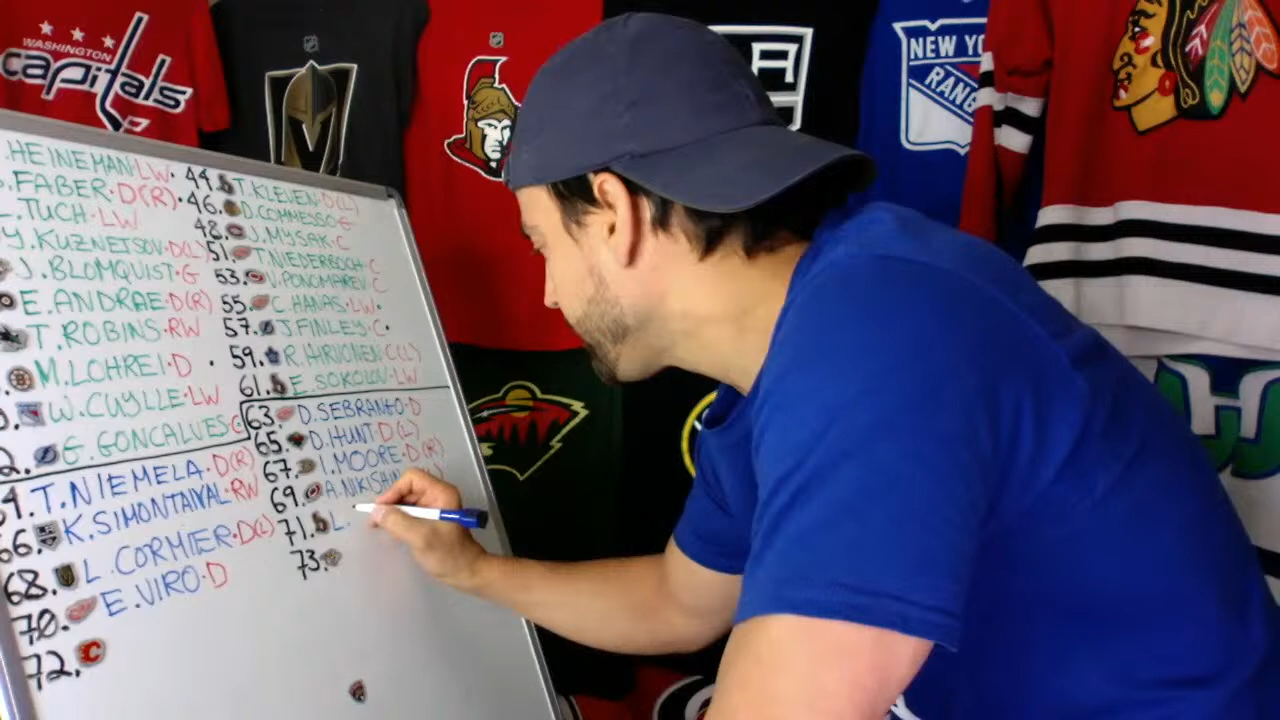 WASHINGTON
capitals
NEW YO
RANG
.HEINEMAN LW.
.FABER.D(R).
L.TUCH.LW
Y.KUZNETSOV.D(L)
J.BLOMQUIST.G
E.ANDRAE.D(R)
T.ROBINS.RW
M.LOHREI.D.
W.CUYLLE.LW
2. G.GONCALVES C
4.T.NIEMELA.D(R)
66. K.SIMONTAIVAL.RW
68. L.CORMIER.D(L)
70. E.VIRO.D
72.
44. T.KLEVEN.D(L)
46. D.COMMESSO G
48. J.MYSAK.C
51. T.NIEDERBACH.C
53. V.PONOMAREV C
55. C.HANAS.LW.
57. J.FINLEY.C.
59. R.HIRVONEN.C(L)
61. E.SOKOLOV.LW
63. D.SEBRANGO.D
65. D.HUNT.D(L)
67. I.MOORE.D(R)
69. A.NIKISHIN
71. L.
73.